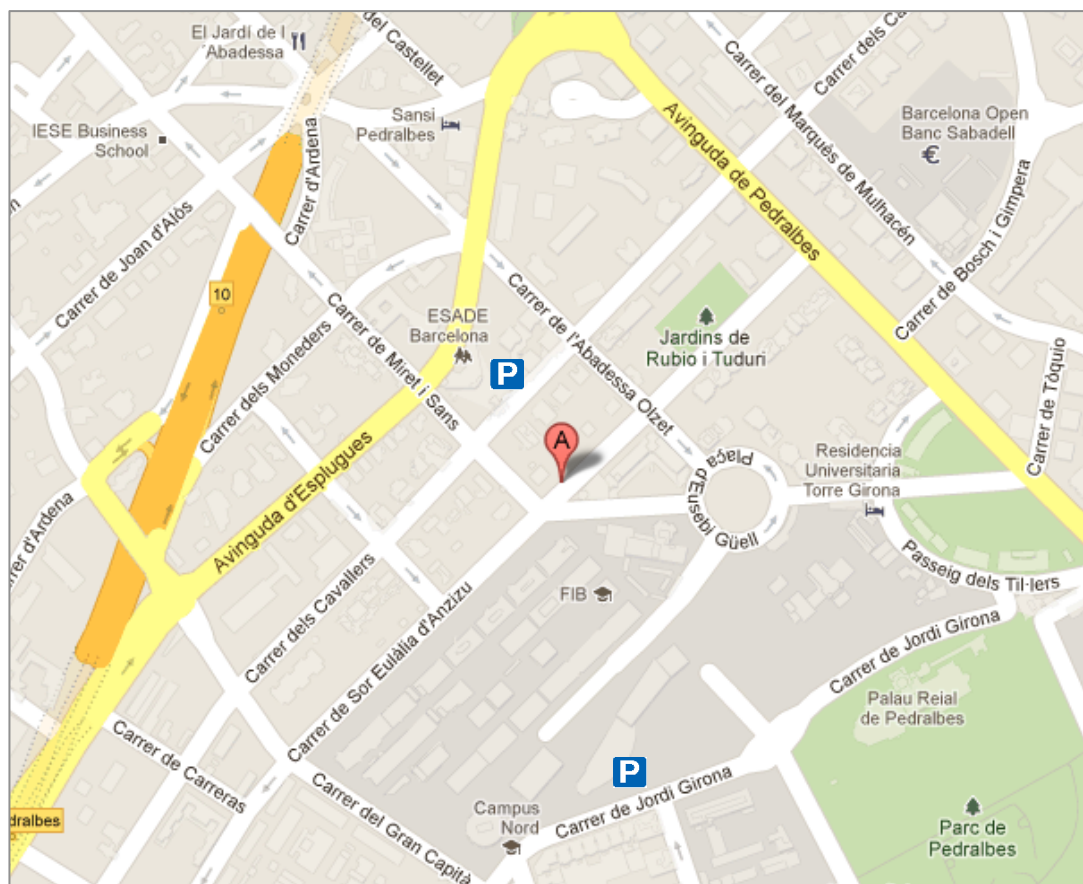 El Jardí de l
'Abadessa
del Castellet
Carrer dels Ca
Carrer del Marquès de Mulhacén
Sansi
Pedralbes
Barcelona Open
Banc Sabadell
€
IESE Business
School
Carrer d'Ardena
Avinguda de Pedralbes
Carrer de Joan d'Alòs
Carrer de Bosch i Gimpera
10
ESADE
Barcelona
Carrer de l'Abadessa Olzet
Jardins de
Rubio i Tuduri
Carrer de Miret i Sans
Carrer dels Moneders
P
Carrer de Tòquio
A
Plaça d'Eusebi Güell
Residencia
Universitaria
Torre Girona
Avinguda d'Esplugues
rrer d'Ardena
Passeig dels Til·lers
FIB
Carrer dels Cavallers
Carrer de Sor Eulàlia d'Anzizu
Carrer de Jordi Girona
Palau Reial
de Pedralbes
Carrer de Carreras
P
Carrer de Jordi Girona
Carrer del Gran Capità
Campus
Nord
dralbes
Parc de
Pedralbes